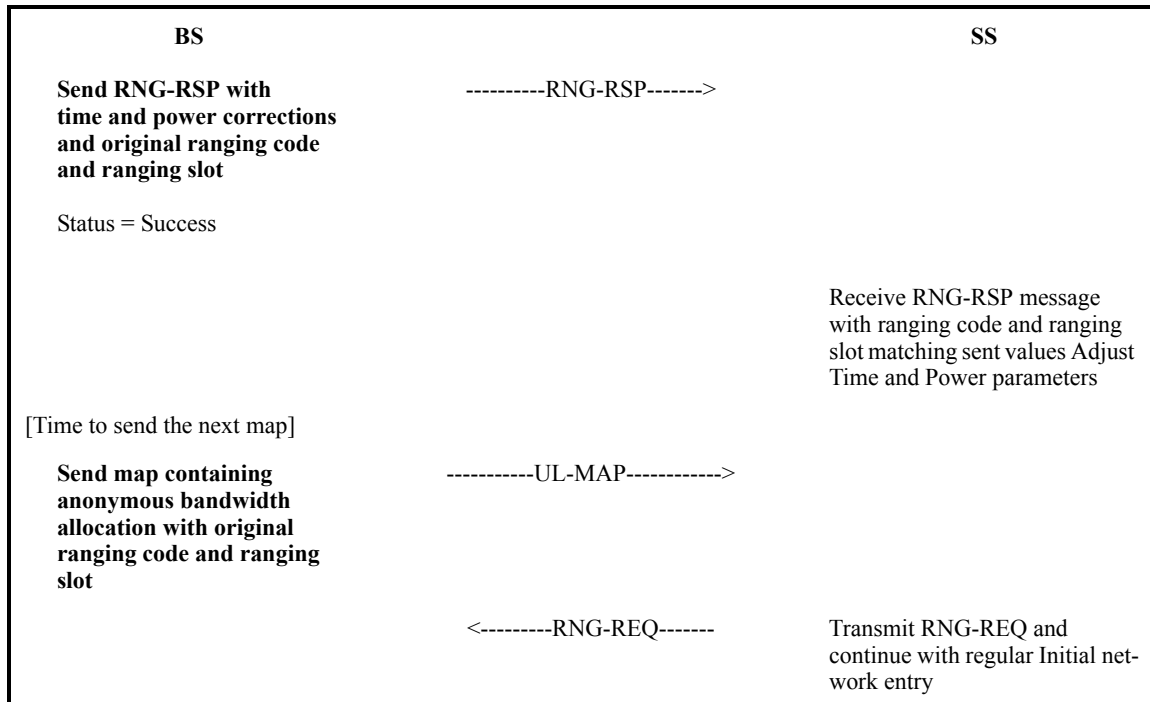 BS SS
Send RNG-RSP with ----------RNG-RSP------->
time and power corrections
and original ranging code
and ranging slot
Status = Success
Receive RNG-RSP message
with ranging code and ranging
slot matching sent values Adjust
Time and Power parameters
[Time to send the next map]
Send map containing -----------UL-MAP------------>
anonymous bandwidth
allocation with original
ranging code and ranging
slot
<---------RNG-REQ------- Transmit RNG-REQ and
continue with regular Initial net-
work entry